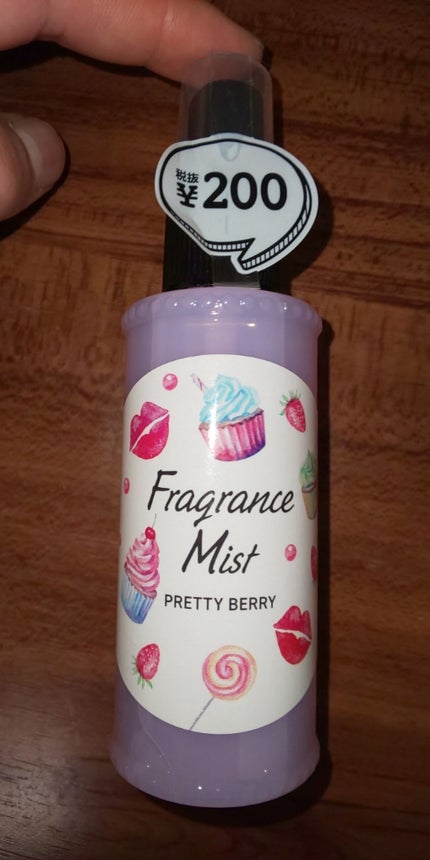 税抜
¥200
Fragrance
Mist
PRETTY BERRY